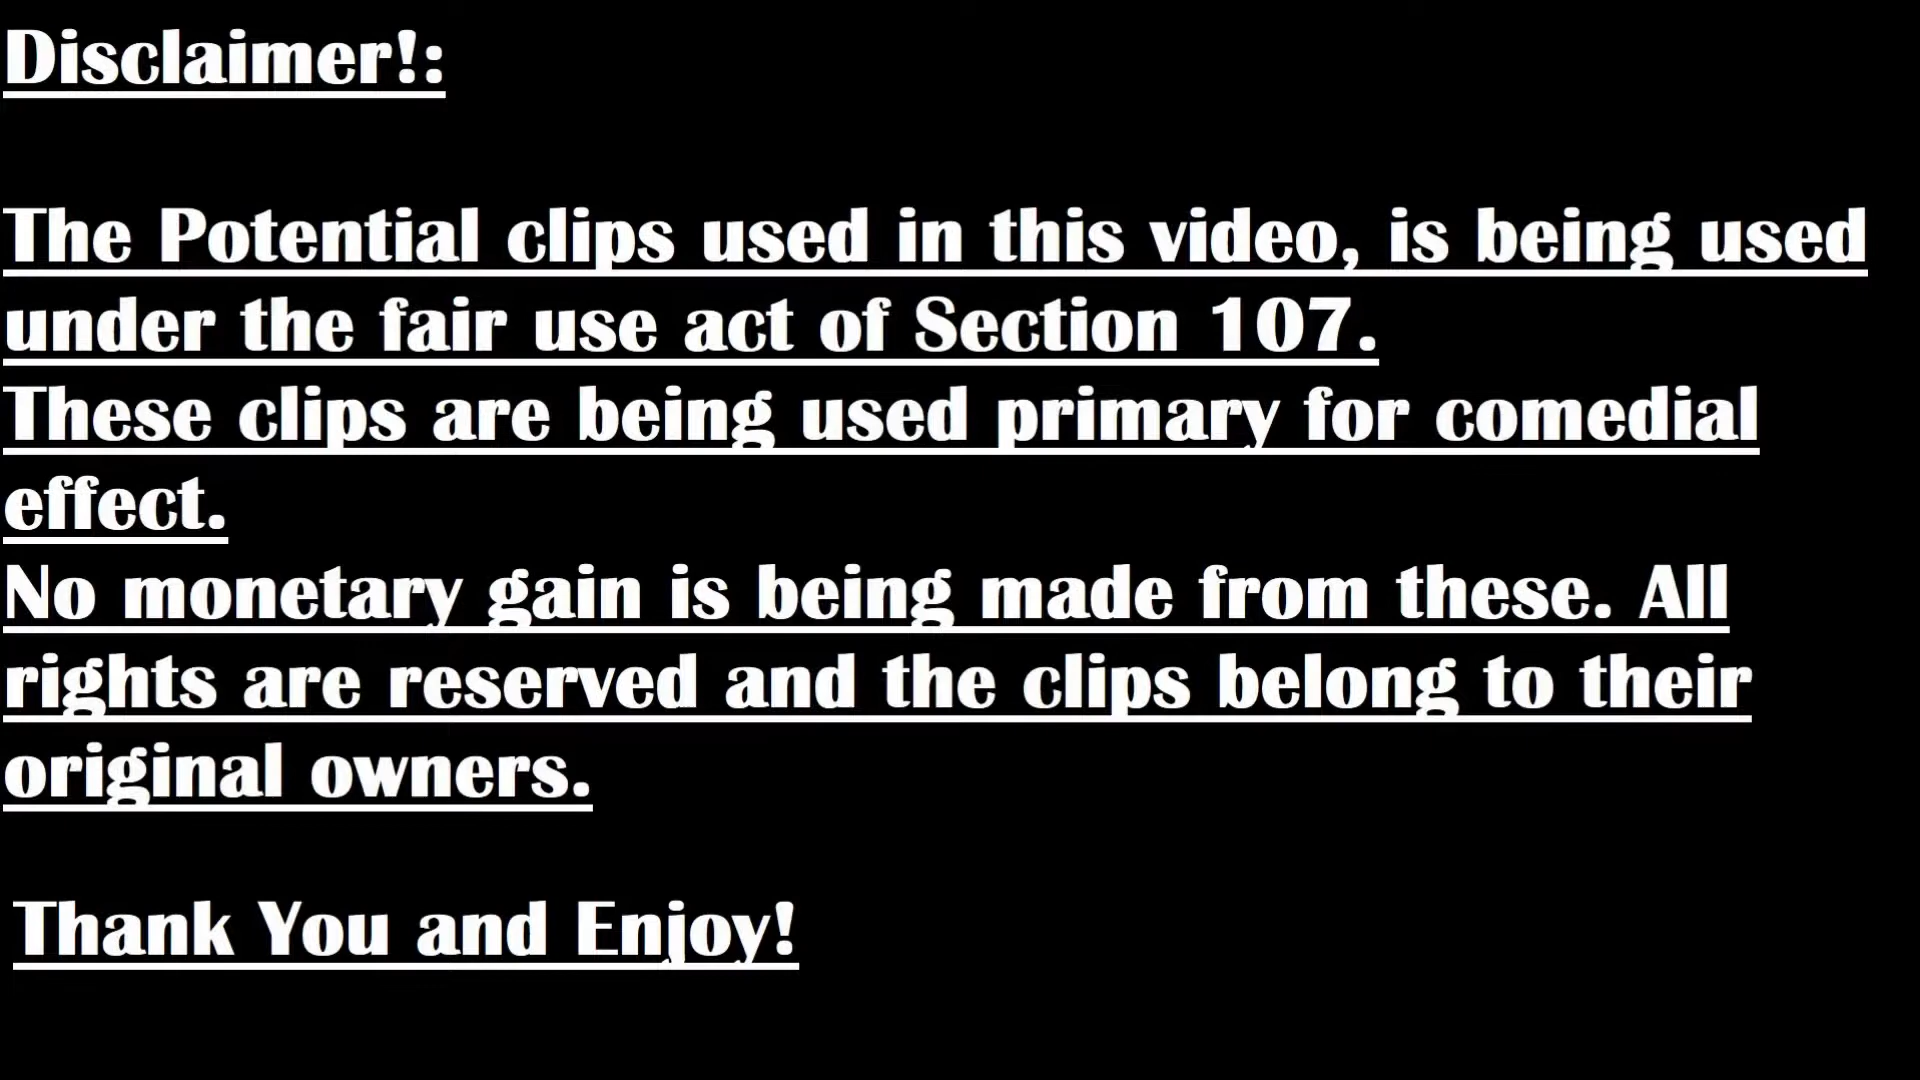 Disclaimer!:
The Potential clips used in this video, is being used
under the fair use act of Section 107.
These clips are being used primary for comedial
effect.
No monetary gain is being made from these. All
rights are reserved and the clips belong to their
original owners.
Thank You and Enjoy!